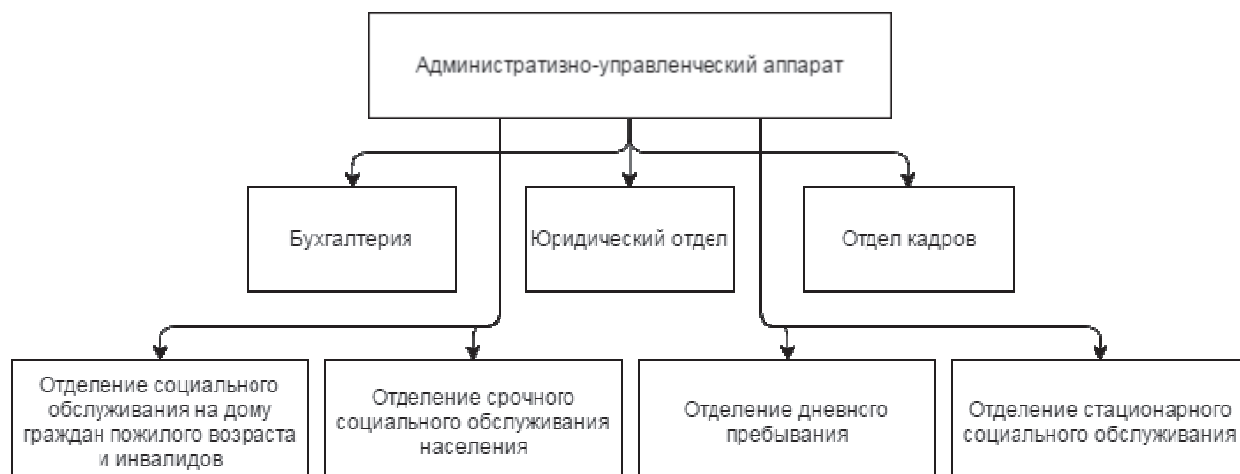 Административно-управленческий аппарат
Бухгалтерия
Юридический отдел
Отдел кадров
Отделение социального
обслуживания на дому
граждан пожилого возраста
и инвалидов
Отделение срочного
социального обслуживания
населения
Отделение дневного
пребывания
Отделение стационарного
социального обслуживания